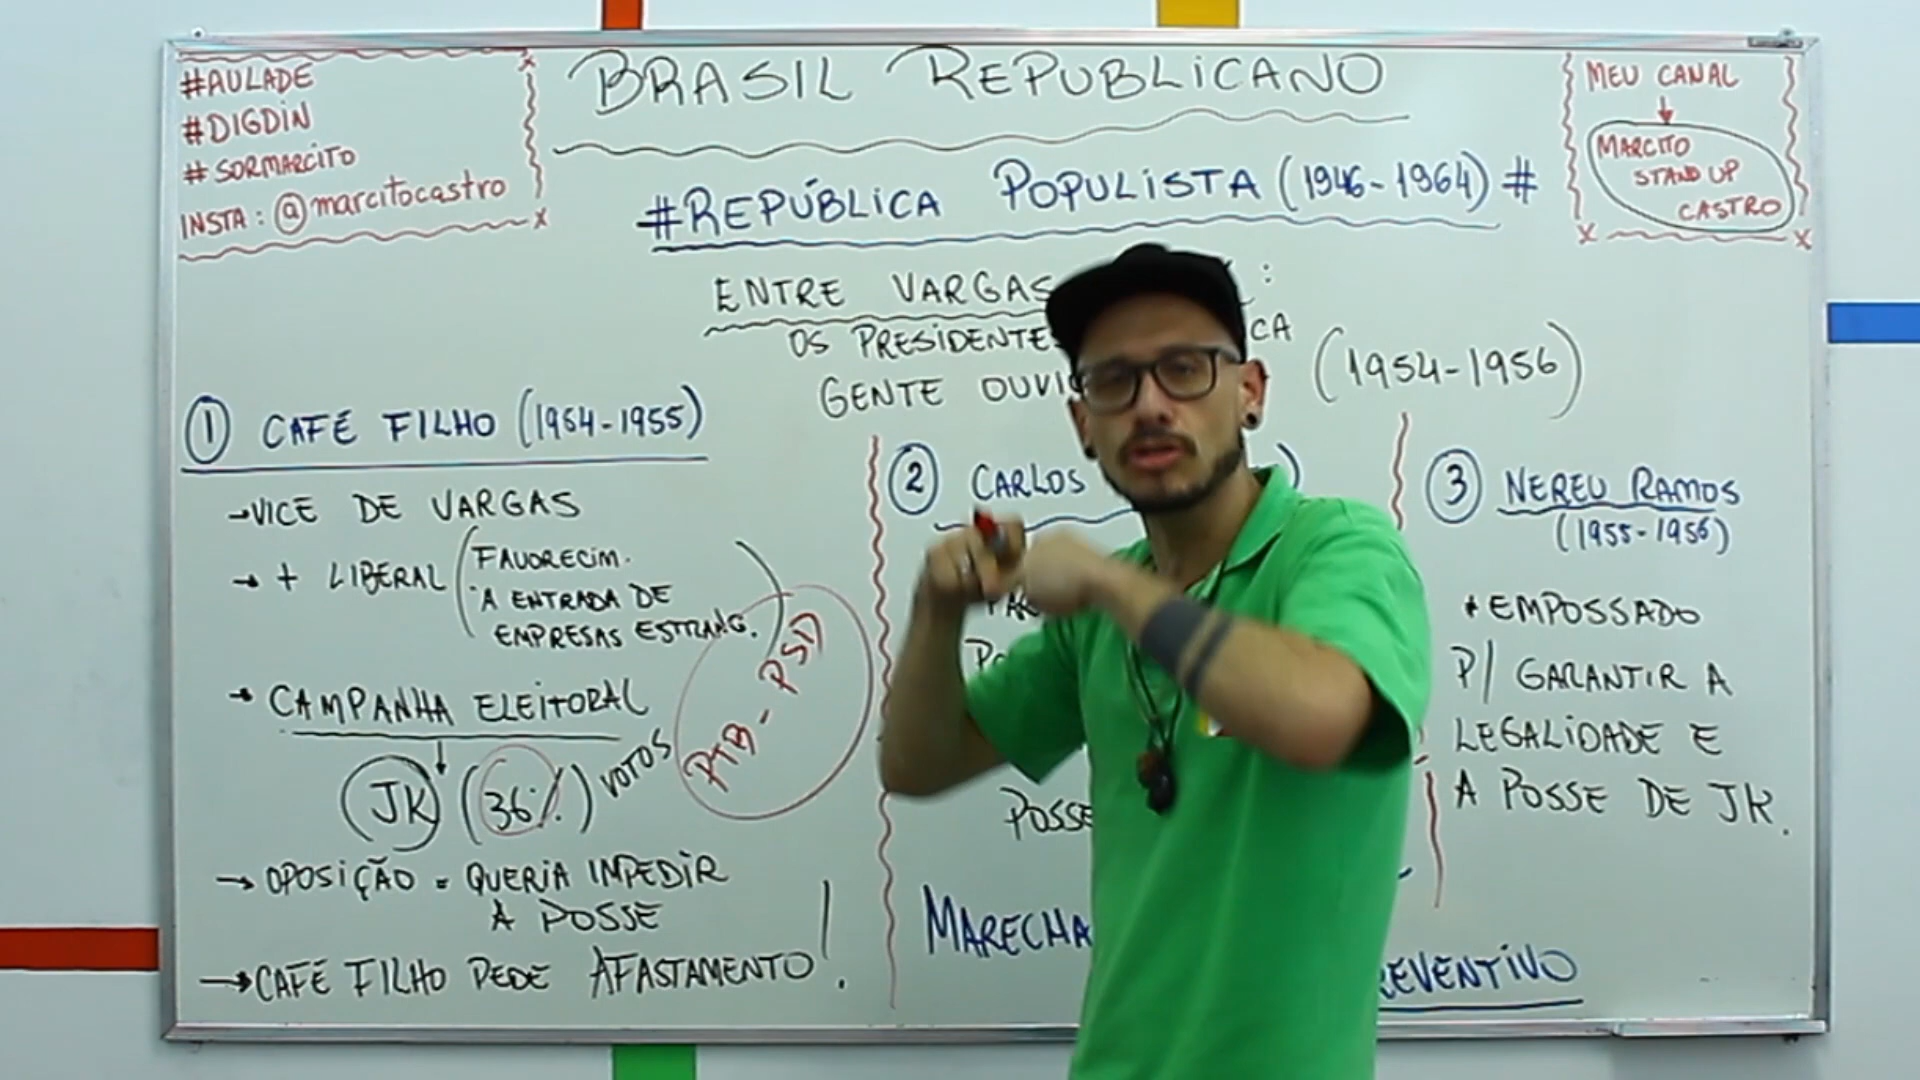 #AULADE
#DIGDIN
#SORMARCITO
INSTA: @marcitocastro
BRASIL REPUBLICANO
MEU CANAL
MARCITO
STAND UP
CASTRO
#REPÚBLICA POPULISTA (1946-1964)#
ENTRE VARGAS
OS PRESIDENTES
GENTE OUVI
(1954-1956)
1 CAFÉ FILHO (1954-1955)
→VICE DE VARGAS
→ + LIBERAL (FAVORECIM.
A ENTRADA DE
EMPRESAS ESTRANG.)
→ CAMPANHA ELEITORAL
JK (36%) VOTOS
PTB - PSD
→ OPOSIÇÃO = QUERIA IMPEDIR
A POSSE
→CAFÉ FILHO PEDE AFASTAMENTO!
2 CARLOS
POSSE
MARECHA
REVENTIVO
3 NEREU RAMOS
(1955-1956)
* EMPOSSADO
P/ GARANTIR A
LEGALIDADE E
A POSSE DE JK.